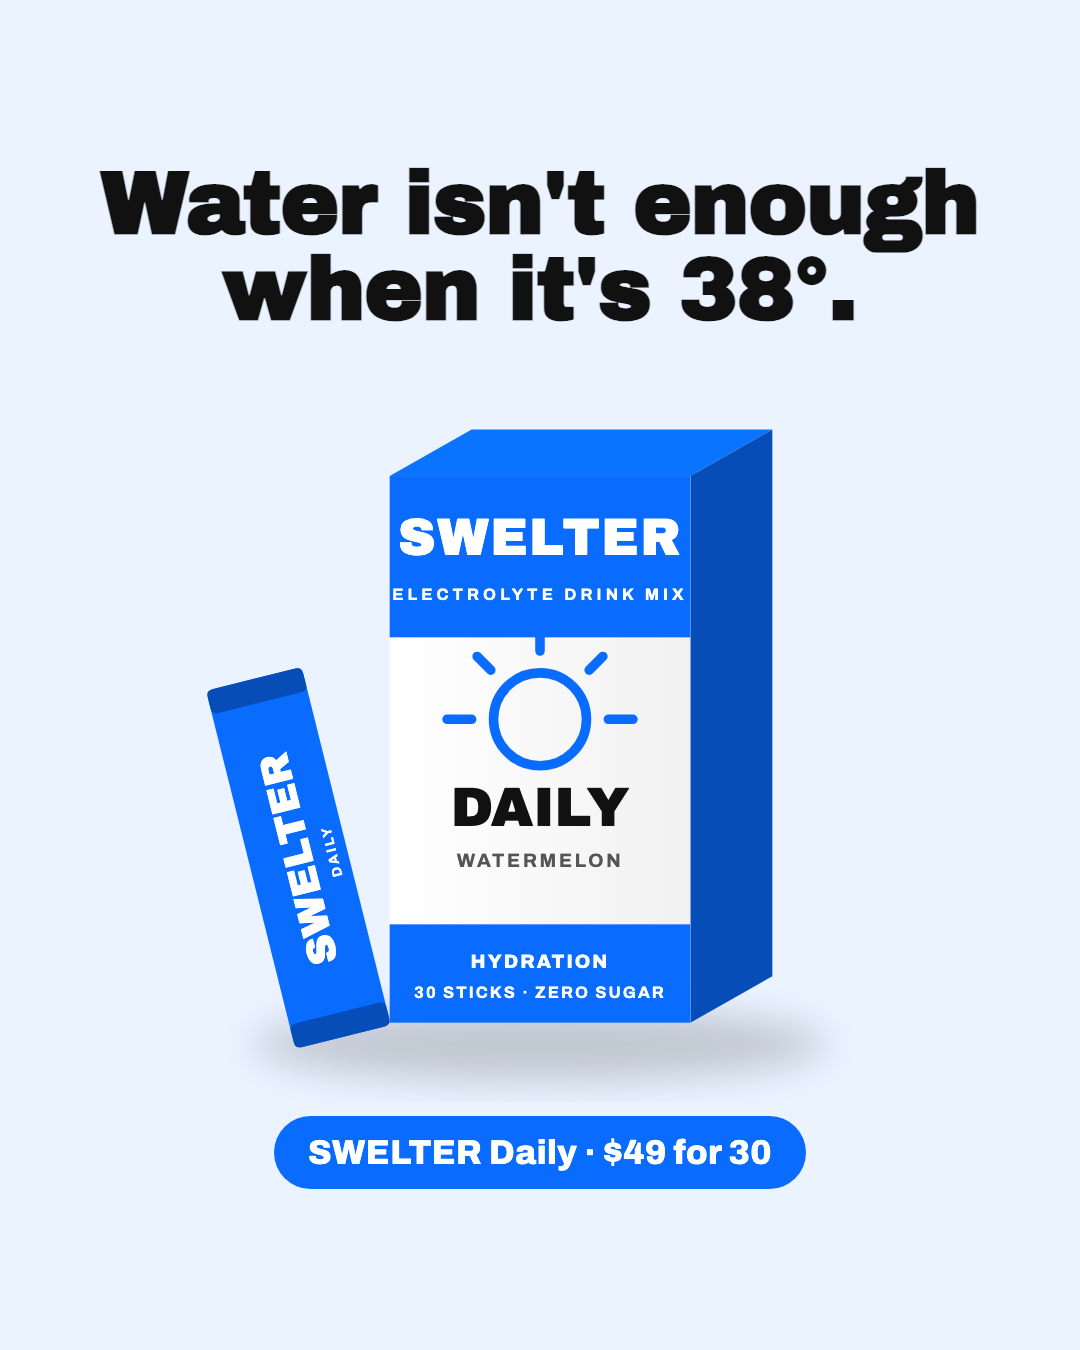 Water isn't enough
when it's 38°.
SWELTER
ELECTROLYTE DRINK MIX
DAILY
WATERMELON
HYDRATION
30 STICKS · ZERO SUGAR
SWELTER
DAILY
SWELTER Daily · $49 for 30